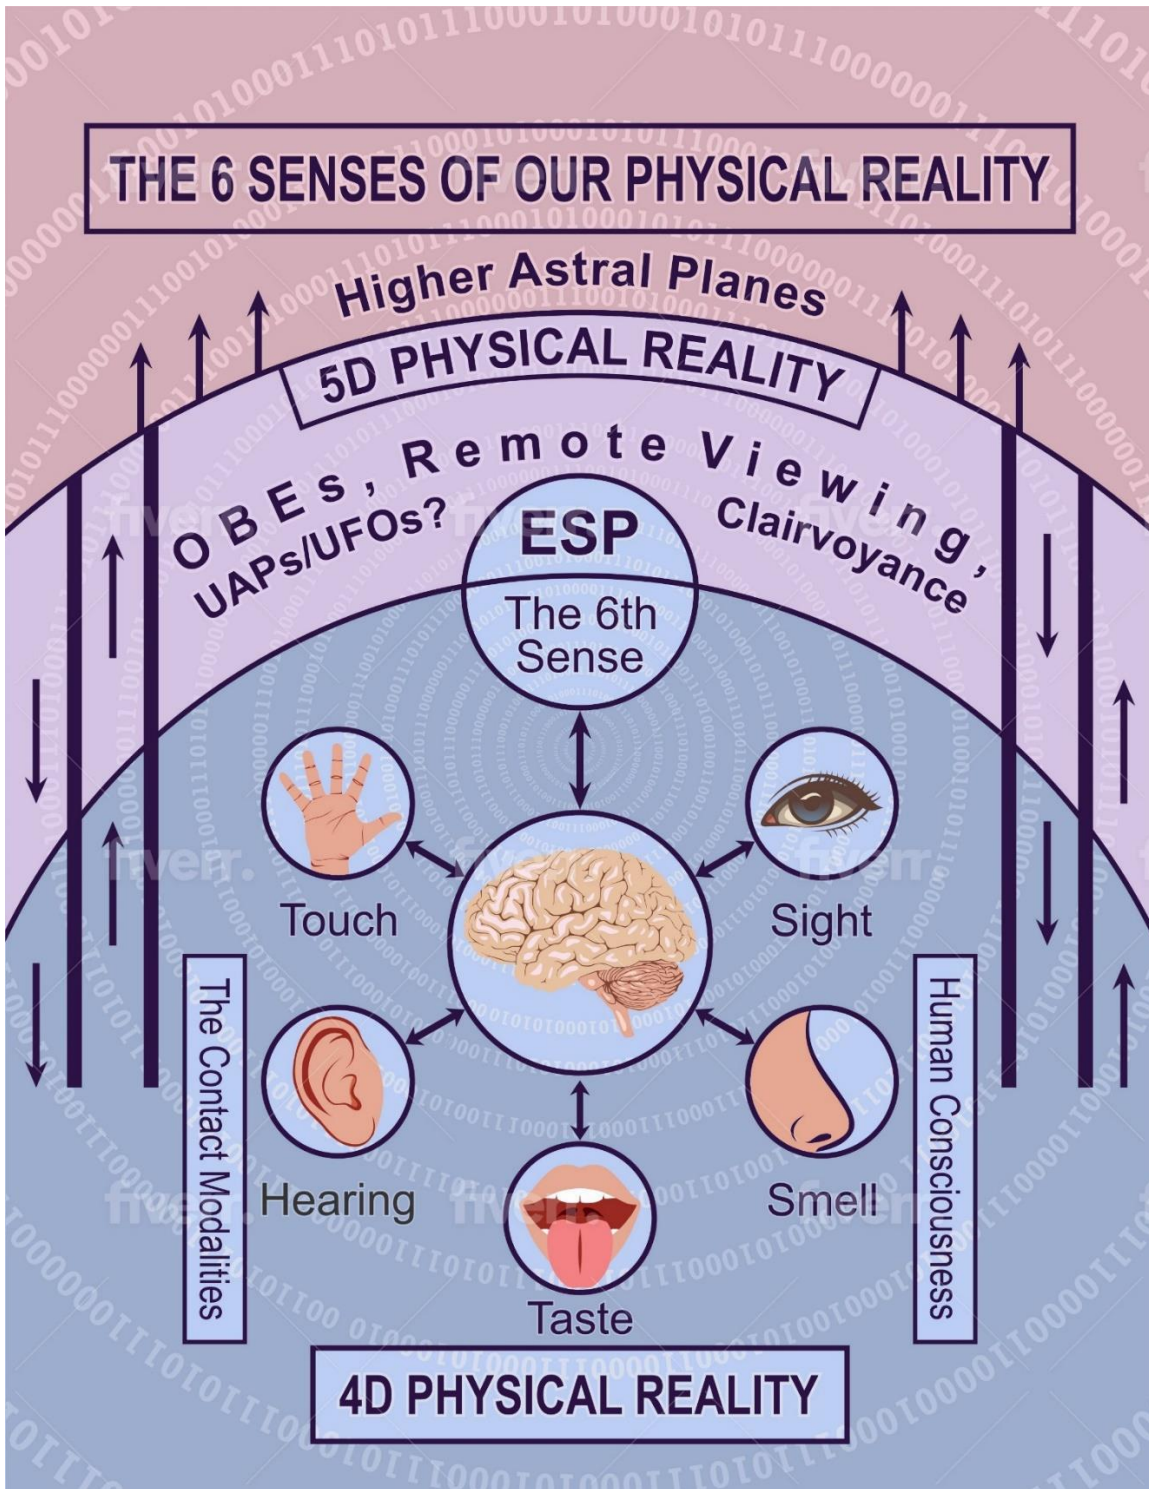 THE 6 SENSES OF OUR PHYSICAL REALITY
Higher Astral Planes
5D PHYSICAL REALITY
OBEs, Remote Viewing,
UAPs/UFOs?
Clairvoyance
ESP
The 6th
Sense
Touch
Sight
The Contact Modalities
Human Consciousness
Hearing
Smell
Taste
4D PHYSICAL REALITY
fiverr.